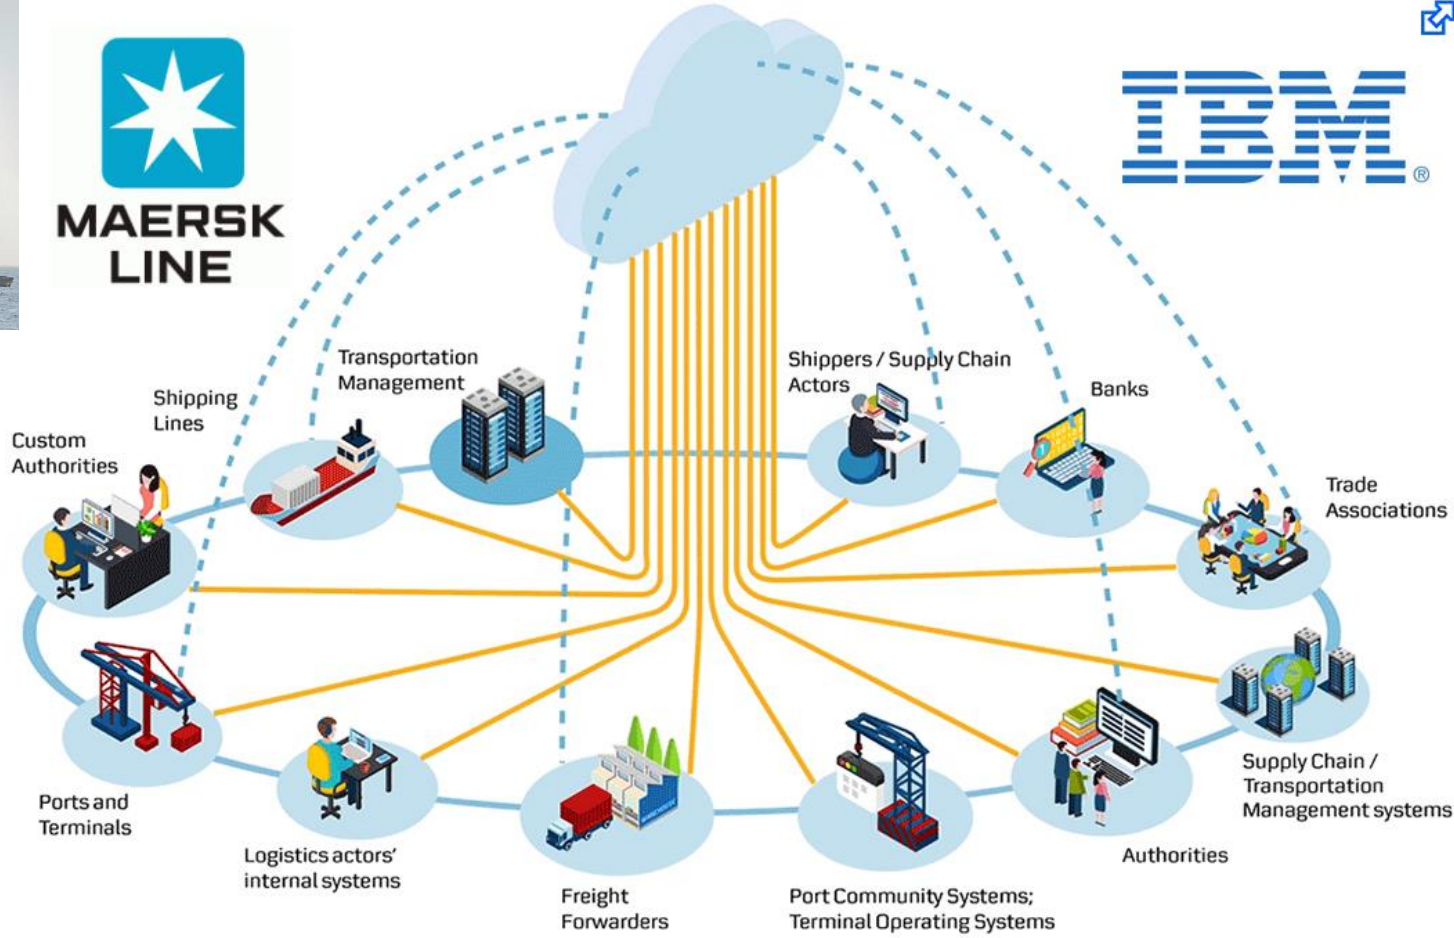 MAERSK
LINE
IBM®
Transportation
Management
Shippers / Supply Chain
Actors
Shipping
Lines
Banks
Custom
Authorities
Trade
Associations
Ports and
Terminals
Supply Chain /
Transportation
Management systems
Logistics actors'
internal systems
Authorities
Freight
Forwarders
Port Community Systems;
Terminal Operating Systems